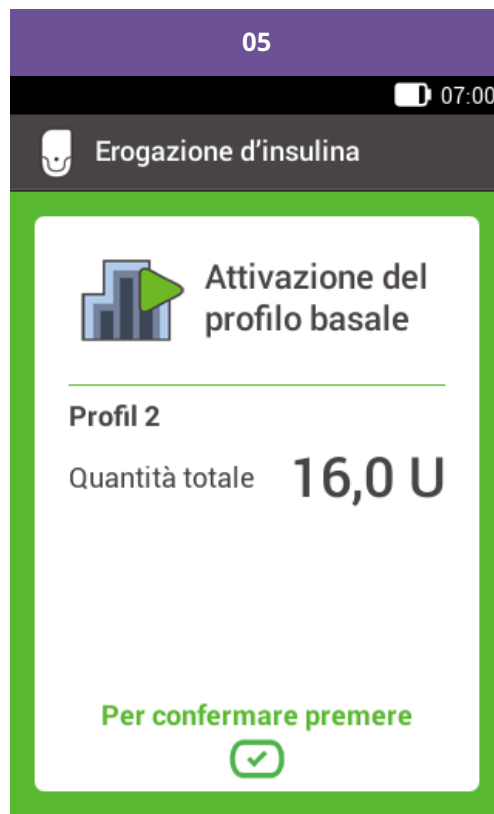 05
07:00
Erogazione d’insulina
Attivazione del
profilo basale
Profil 2
Quantità totale 16,0 U
Per confermare premere